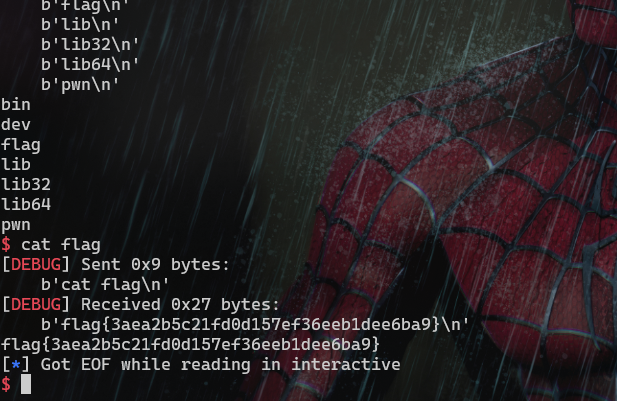 b'flag\n'
b'lib\n'
b'lib32\n'
b'lib64\n'
b'pwn\n'
bin
dev
flag
lib
lib32
lib64
pwn
$ cat flag
[DEBUG] Sent 0x9 bytes:
b'cat flag\n'
[DEBUG] Received 0x27 bytes:
b'flag{3aea2b5c21fd0d157ef36eeb1dee6ba9}\n'
flag{3aea2b5c21fd0d157ef36eeb1dee6ba9}
[*] Got EOF while reading in interactive
$